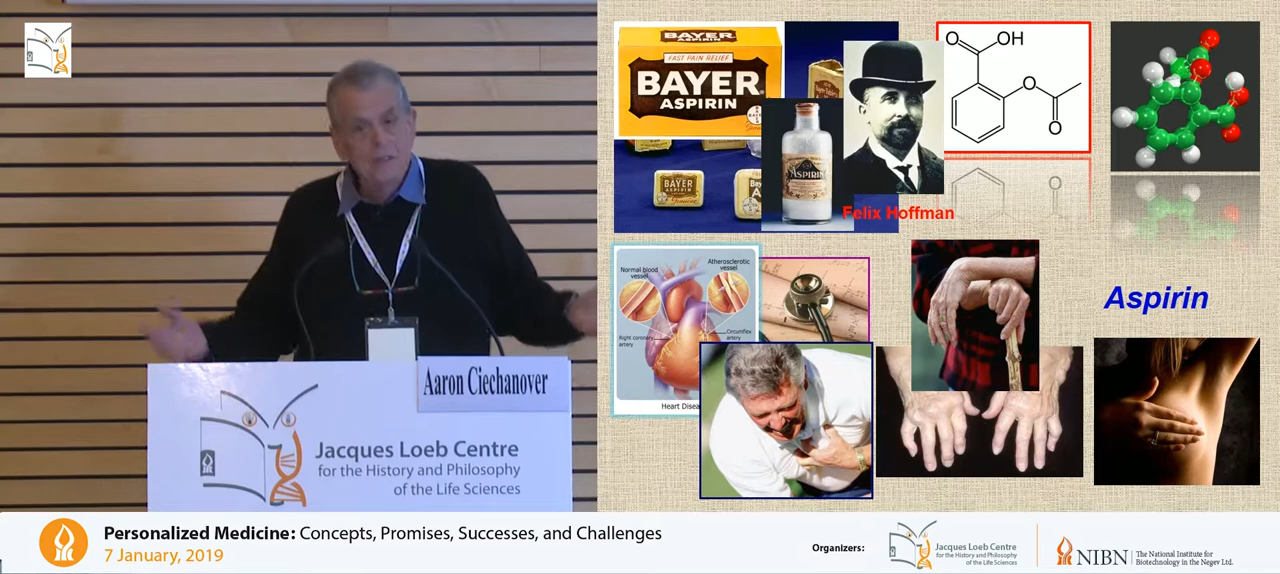 BAYER
ASPIRIN
FAST PAIN RELIEF
BAYER
ASPIRIN
BAYER
ASPIRIN
ASPIRIN
Felix Hoffman
O
OH
O
O
O
Normal blood
vessel
Atherosclerotic
vessel
Right coronary
artery
Circumflex
artery
Heart Disea
Aspirin
Aaron Ciechanover
Jacques Loeb Centre
for the History and Philosophy
of the Life Sciences
Personalized Medicine: Concepts, Promises, Successes, and Challenges
7 January, 2019
Organizers:
Jacques Loeb Centre
for the History and Philosophy
of the Life Sciences
NIBN
The National Institute for
Biotechnology in the Negev Ltd.